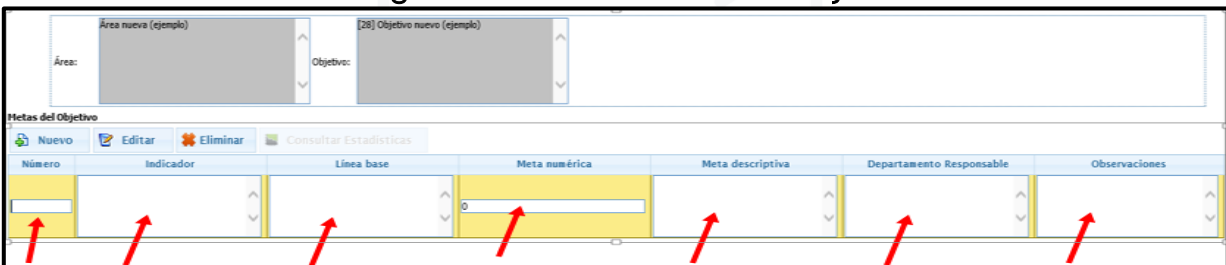 Área nueva (ejemplo)
[28] Objetivo nuevo (ejemplo)
Área:
Objetivo:
Metas del Objetivo
Nuevo Editar Eliminar Consultar Estadísticas
Número Indicador Línea base Meta numérica Meta descriptiva Departamento Responsable Observaciones
0